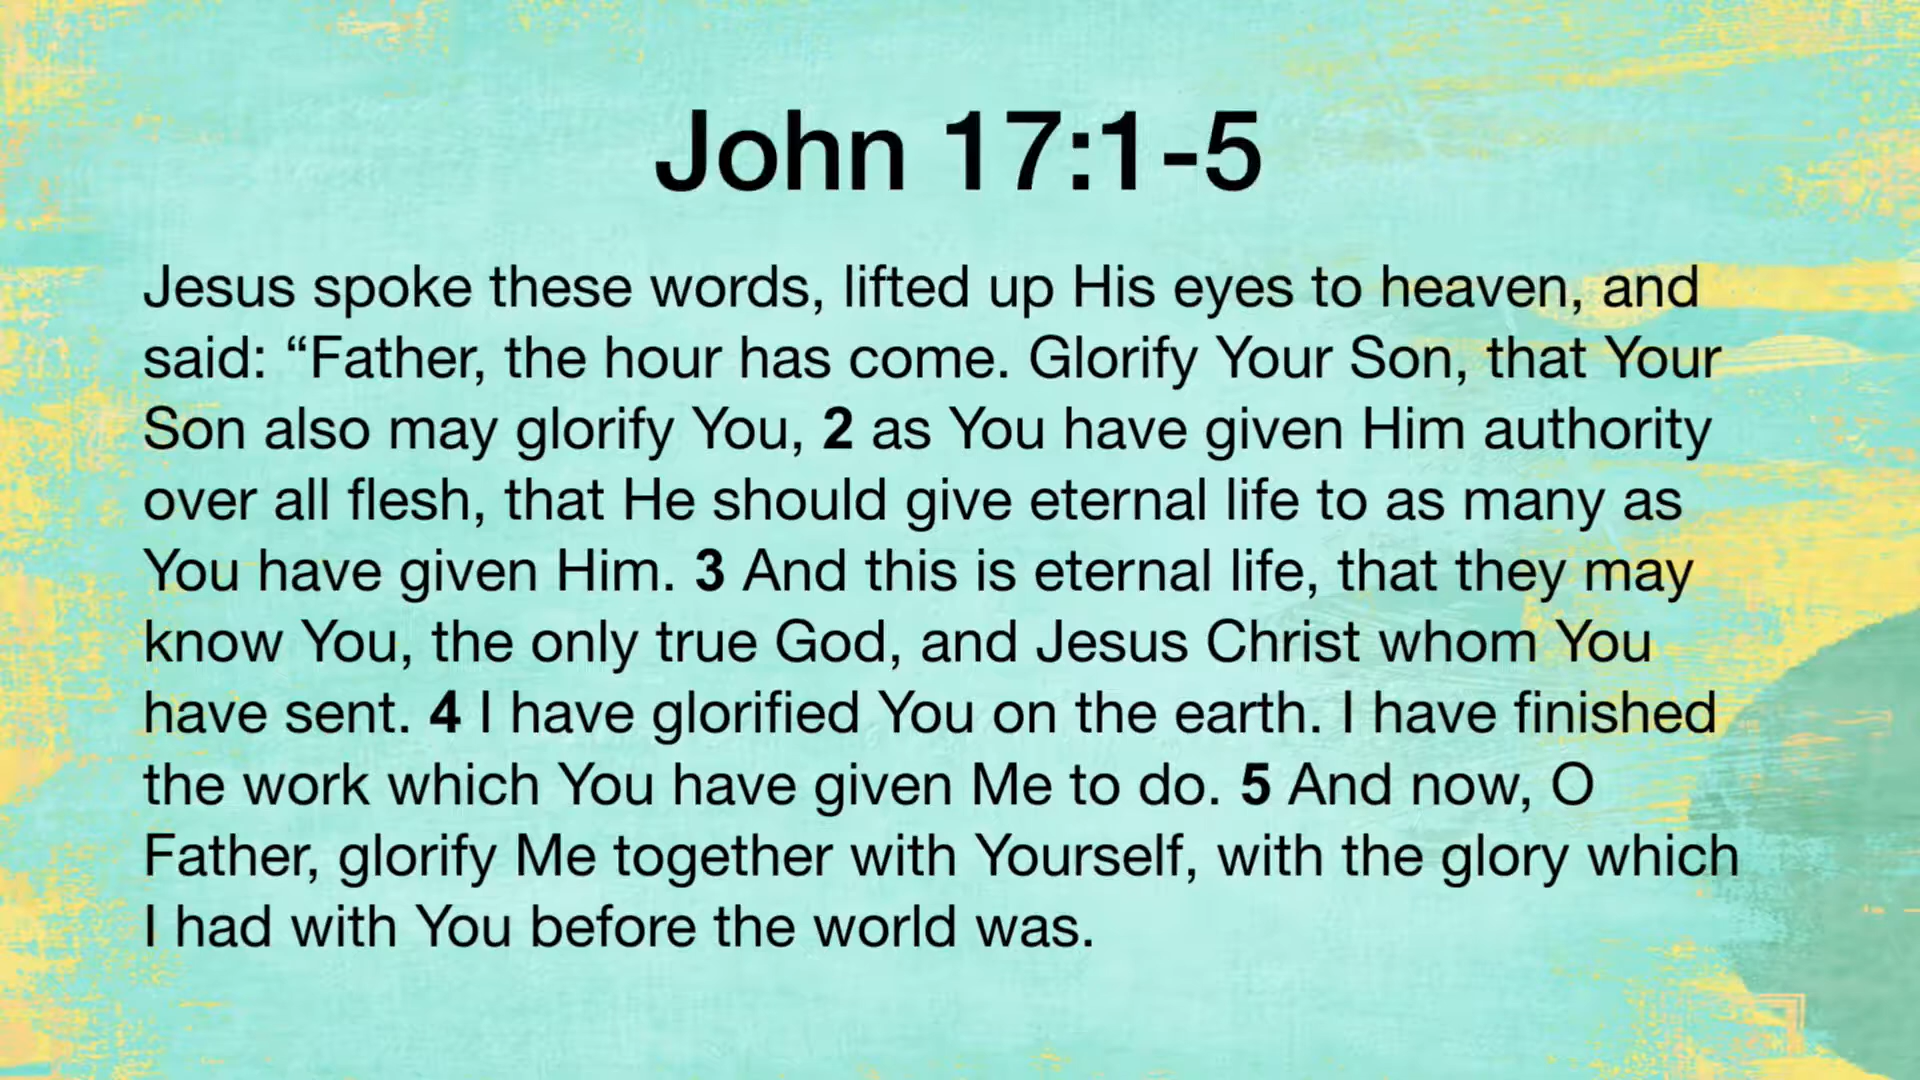 John 17:1-5
Jesus spoke these words, lifted up His eyes to heaven, and
said: “Father, the hour has come. Glorify Your Son, that Your
Son also may glorify You, 2 as You have given Him authority
over all flesh, that He should give eternal life to as many as
You have given Him. 3 And this is eternal life, that they may
know You, the only true God, and Jesus Christ whom You
have sent. 4 I have glorified You on the earth. I have finished
the work which You have given Me to do. 5 And now, O
Father, glorify Me together with Yourself, with the glory which
I had with You before the world was.